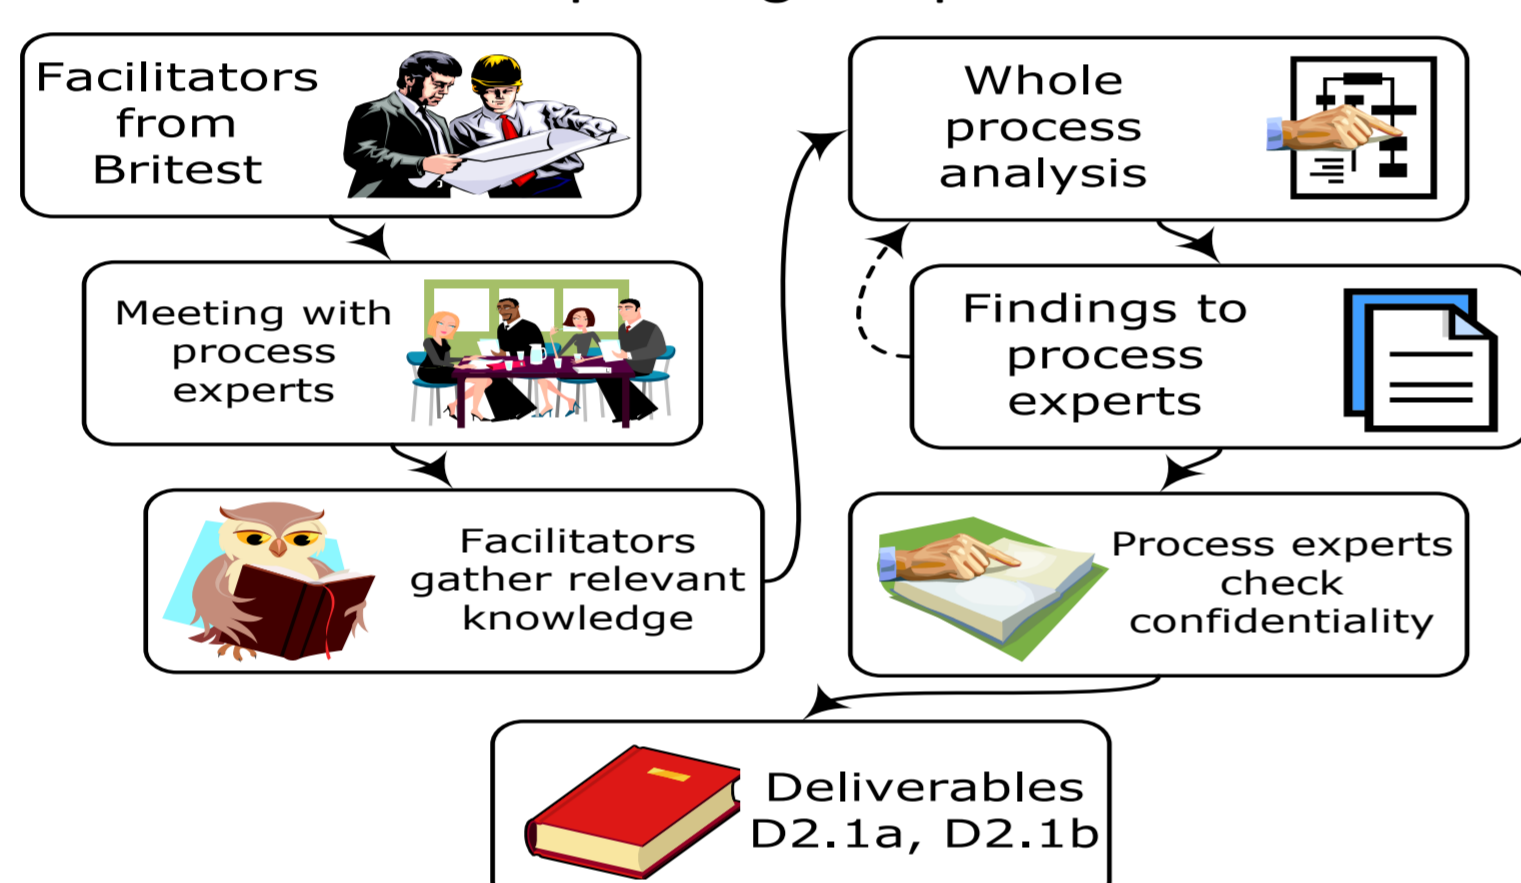 Facilitators
from
Britest
Meeting with
process
experts
Facilitators
gather relevant
knowledge
Whole
process
analysis
Findings to
process
experts
Process experts
check
confidentiality
Deliverables
D2.1a, D2.1b